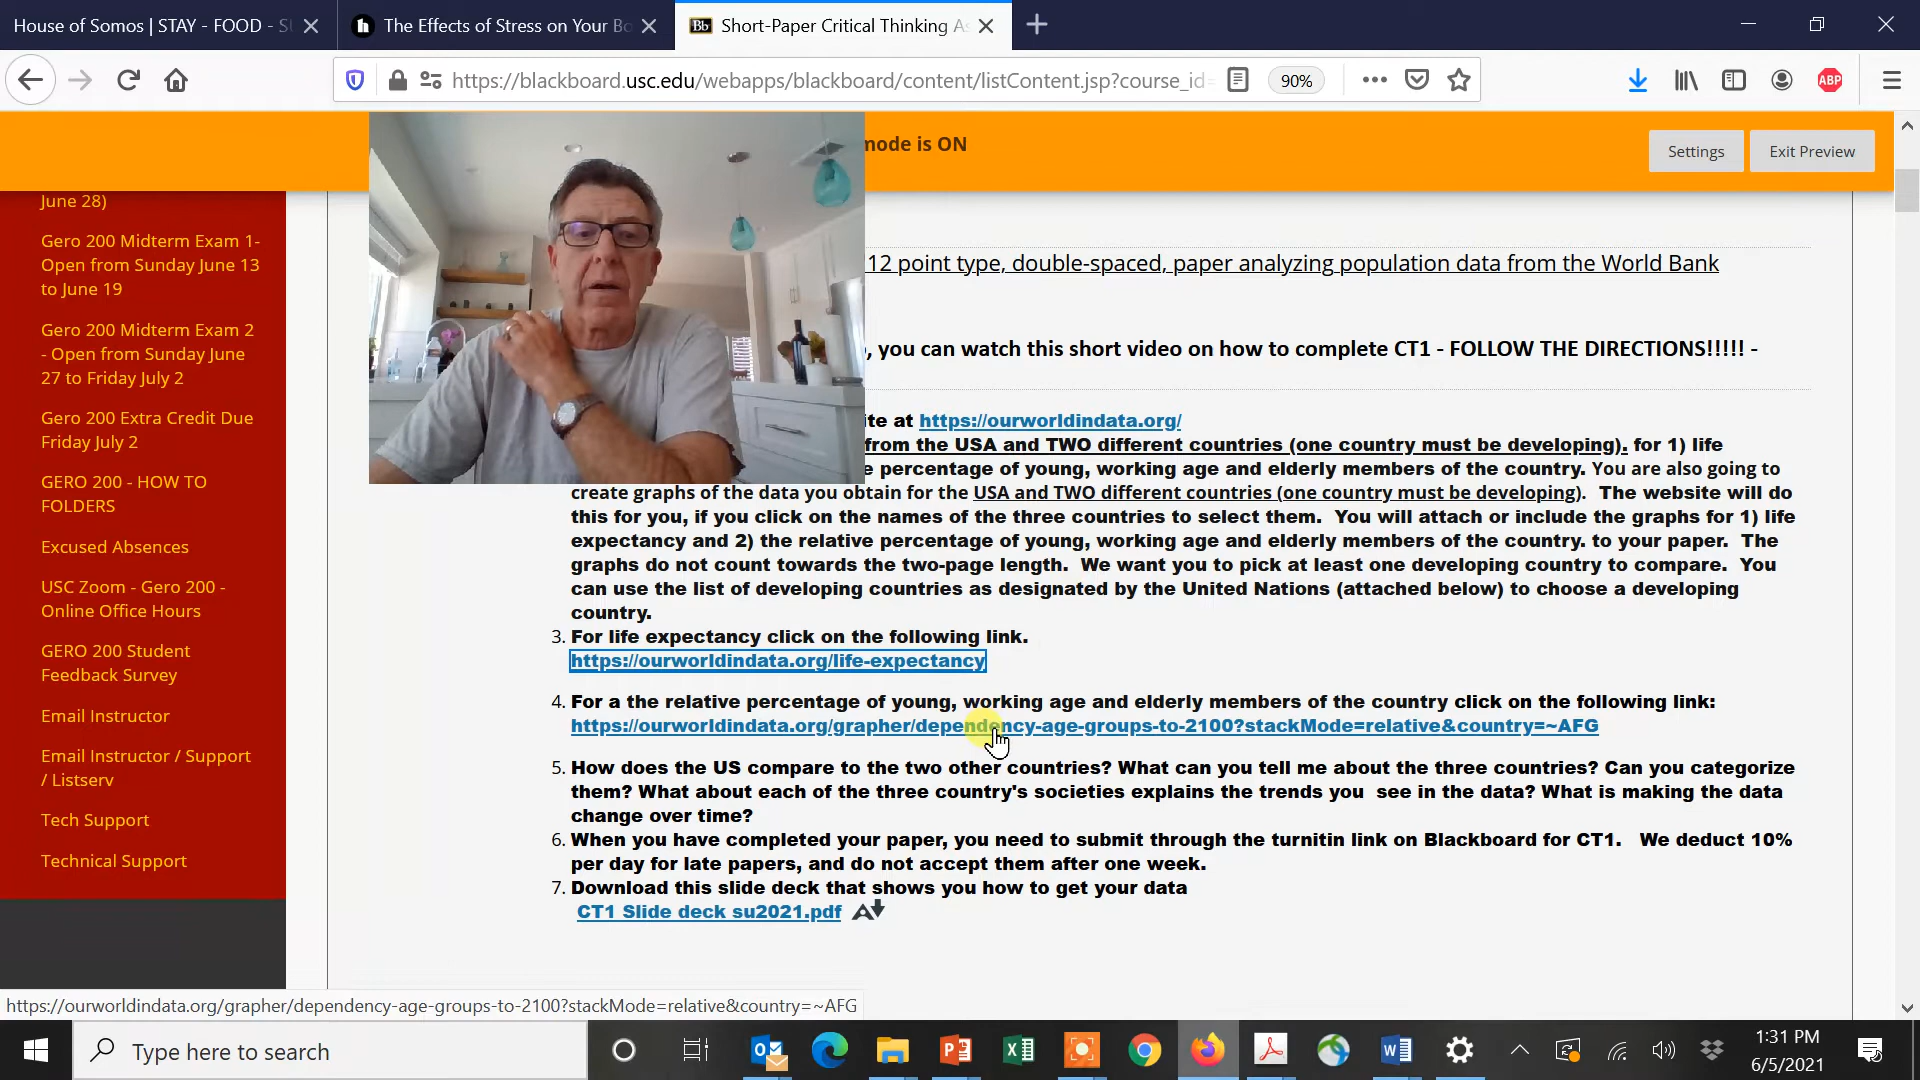 House of Somos | STAY - FOOD - S
The Effects of Stress on Your Bo
Bb Short-Paper Critical Thinking As
https://blackboard.usc.edu/webapps/blackboard/content/listContent.jsp?course_id=
90%
ABP
mode is ON
Settings
Exit Preview
June 28)
Gero 200 Midterm Exam 1-
Open from Sunday June 13
to June 19
Gero 200 Midterm Exam 2
- Open from Sunday June
27 to Friday July 2
Gero 200 Extra Credit Due
Friday July 2
GERO 200 - HOW TO
FOLDERS
Excused Absences
USC Zoom - Gero 200 -
Online Office Hours
GERO 200 Student
Feedback Survey
Email Instructor
Email Instructor / Support
/ Listserv
Tech Support
Technical Support
12 point type, double-spaced, paper analyzing population data from the World Bank
, you can watch this short video on how to complete CT1 - FOLLOW THE DIRECTIONS!!!!! -
ite at https://ourworldindata.org/
from the USA and TWO different countries (one country must be developing). for 1) life
e percentage of young, working age and elderly members of the country. You are also going to
create graphs of the data you obtain for the USA and TWO different countries (one country must be developing). The website will do
this for you, if you click on the names of the three countries to select them. You will attach or include the graphs for 1) life
expectancy and 2) the relative percentage of young, working age and elderly members of the country. to your paper. The
graphs do not count towards the two-page length. We want you to pick at least one developing country to compare. You
can use the list of developing countries as designated by the United Nations (attached below) to choose a developing
country.
3. For life expectancy click on the following link.
https://ourworldindata.org/life-expectancy
4. For a the relative percentage of young, working age and elderly members of the country click on the following link:
https://ourworldindata.org/grapher/dependency-age-groups-to-2100?stackMode=relative&country=~AFG
5. How does the US compare to the two other countries? What can you tell me about the three countries? Can you categorize
them? What about each of the three country's societies explains the trends you see in the data? What is making the data
change over time?
6. When you have completed your paper, you need to submit through the turnitin link on Blackboard for CT1. We deduct 10%
per day for late papers, and do not accept them after one week.
7. Download this slide deck that shows you how to get your data
CT1 Slide deck su2021.pdf
https://ourworldindata.org/grapher/dependency-age-groups-to-2100?stackMode=relative&country=~AFG
Type here to search
1:31 PM
6/5/2021